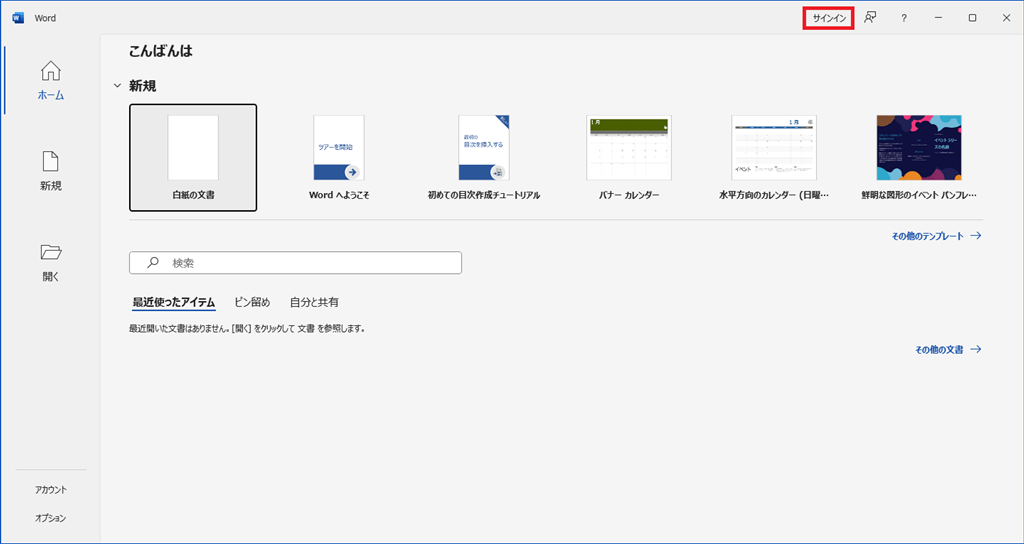 Word
サインイン
?
ホーム
新規
開く
アカウント
オプション
こんばんは
新規
ツアーを開始
最初の
目次を挿入する
1 月
1 月
イベント
イベント シリー
ズの名前
白紙の文書
Word へようこそ
初めての目次作成チュートリアル
バナー カレンダー
水平方向のカレンダー (日曜…
鮮明な図形のイベント パンフレ…
その他のテンプレート
検索
最近使ったアイテム
ピン留め
自分と共有
最近開いた文書はありません。[開く] をクリックして 文書 を参照します。
その他の文書